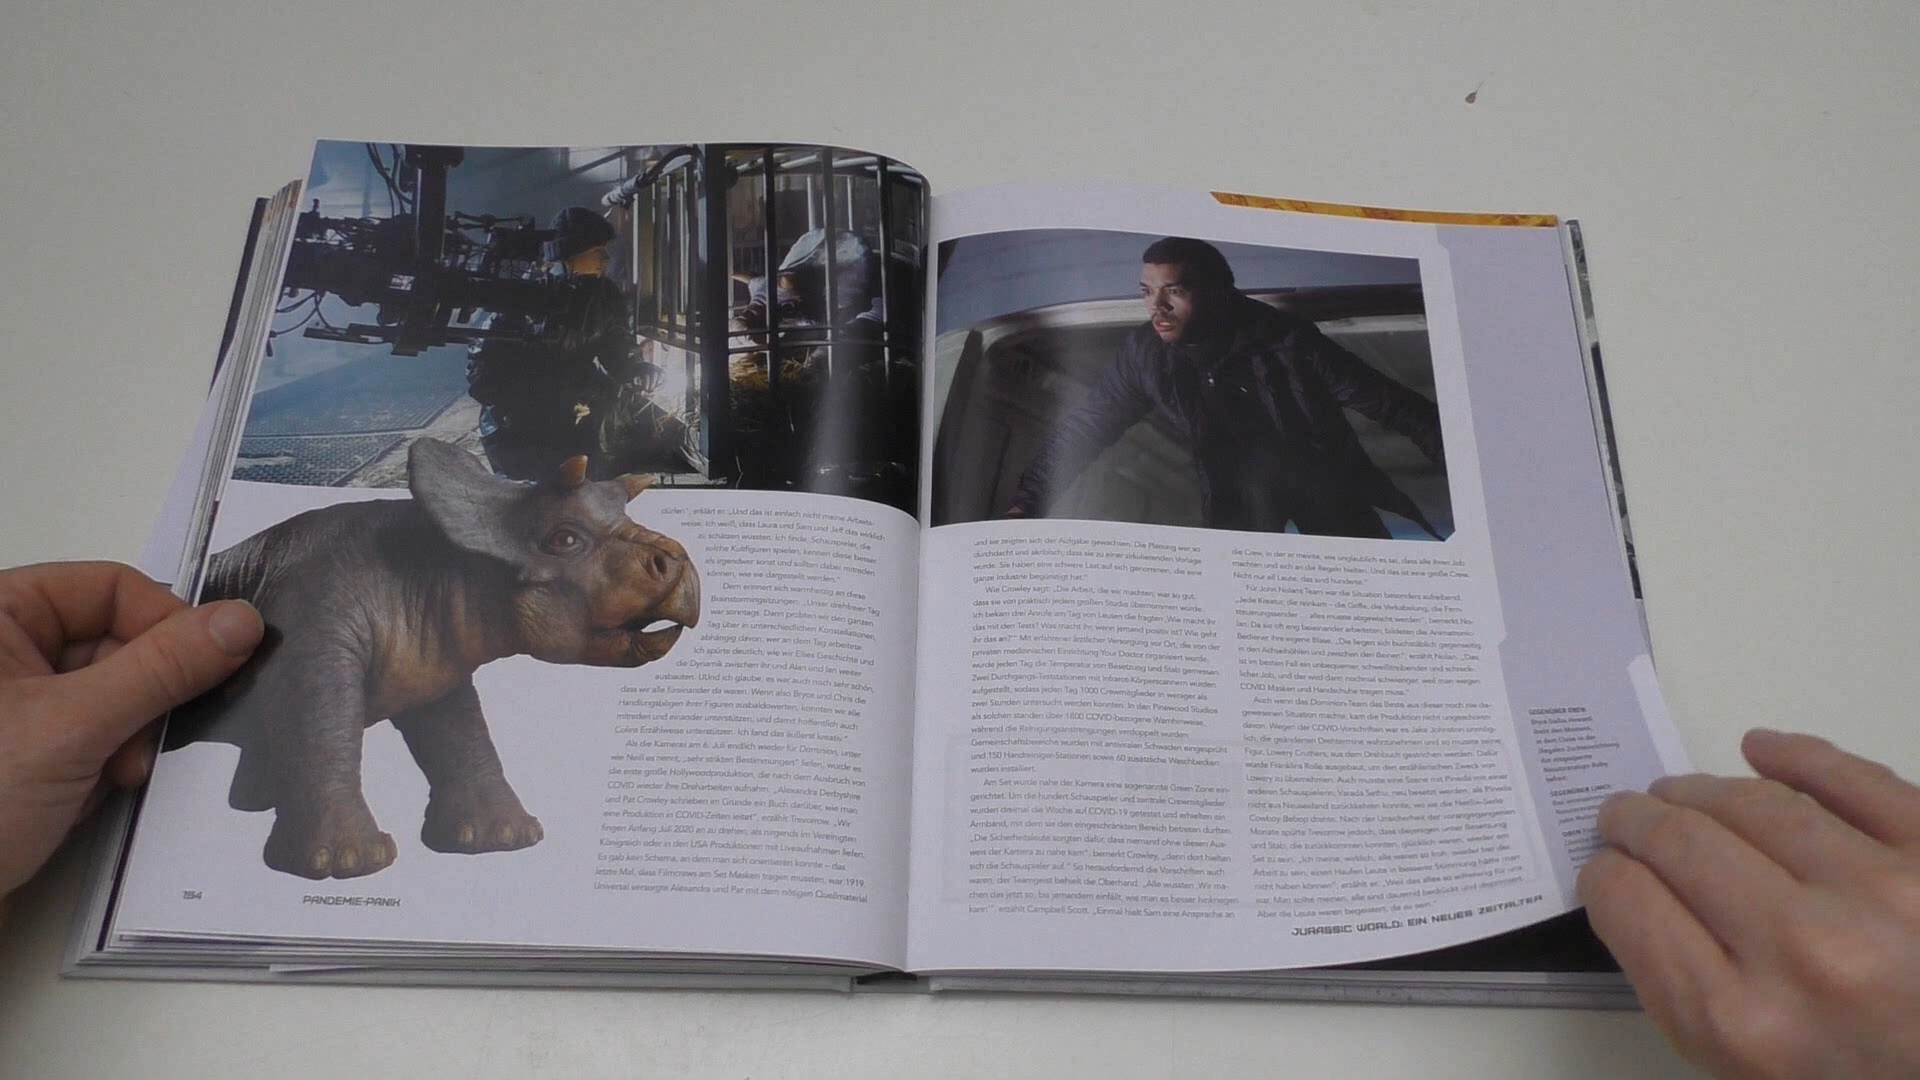 dürfen“, erklärt er. „Und das ist einfach nicht meine Arbeits-
weise. Ich weiß, dass Laura und Sam und Jeff das wirklich
zu schätzen wussten. Ich finde, Schauspieler, die
solche Kultfiguren spielen, kennen diese besser
als irgendwer sonst und sollten dabei mitreden
können, wie sie dargestellt werden.“
Dern erinnert sich warmherzig an diese
Brainstormingsitzungen: „Unser drehfreier Tag
war sonntags. Dann probten wir den ganzen
Tag über in unterschiedlichen Konstellationen,
abhängig davon, wer an dem Tag arbeitete.
Ich spürte deutlich, wie wir Ellies Geschichte und
die Dynamik zwischen ihr und Alan und Ian weiter
ausbauten. UUnd ich glaube, es war auch noch sehr schön,
dass wir alle füreinander da waren. Wenn also Bryce und Chris die
Handlungsbögen ihrer Figuren ausbaldowerten, konnten wir alle
mitreden und einander unterstützen, und damit hoffentlich auch
Colins Erzählweise unterstützen. Ich fand das äußerst kreativ.“
Als die Kameras am 6. Juli endlich wieder für Dominion, unter
wie Neill es nennt, „sehr strikten Bestimmungen“ liefen, wurde es
die erste große Hollywoodproduktion, die nach dem Ausbruch von
COVID wieder ihre Dreharbeiten aufnahm. „Alexandra Derbyshire
und Pat Crowley schrieben im Grunde ein Buch darüber, wie man
eine Produktion in COVID-Zeiten leitet“, erzählt Trevorrow. „Wir
fingen Anfang Juli 2020 an zu drehen, als nirgends im Vereinigten
Königreich oder in den USA Produktionen mit Liveaufnahmen liefen.
Es gab kein Schema, an dem man sich orientieren konnte – das
letzte Mal, dass Filmcrews am Set Masken tragen mussten, war 1919.
Universal versorgte Alexandra und Pat mit dem nötigen Quellmaterial
184
PANDEMIE-PANIK
und sie zeigten sich der Aufgabe gewachsen. Die Planung war so
durchdacht und akribisch, dass sie zu einer zirkulierenden Vorlage
wurde. Sie haben eine schwere Last auf sich genommen, die eine
ganze Industrie begünstigt hat.“
Wie Crowley sagt: „Die Arbeit, die wir machten, war so gut,
dass sie von praktisch jedem großen Studio übernommen wurde.
Ich bekam drei Anrufe am Tag von Leuten die fragten ‚Wie macht ihr
das mit den Tests? Was macht ihr, wenn jemand positiv ist? Wie geht
ihr das an?‘“ Mit erfahrener ärztlicher Versorgung vor Ort, die von der
privaten medizinischen Einrichtung Your Doctor organisiert wurde,
wurde jeden Tag die Temperatur von Besetzung und Stab gemessen.
Zwei Durchgangs-Teststationen mit Infrarot-Körperscannern wurden
aufgestellt, sodass jeden Tag 1000 Crewmitglieder in weniger als
zwei Stunden untersucht werden konnten. In den Pinewood Studios
als solchen standen über 1800 COVID-bezogene Warnhinweise,
während die Reinigungsanstrengungen verdoppelt wurden.
Gemeinschaftsbereiche wurden mit antiviralen Schwaden eingesprüht
und 150 Handreiniger-Stationen sowie 60 zusätzliche Waschbecken
wurden installiert.
Am Set wurde nahe der Kamera eine sogenannte Green Zone ein-
gerichtet. Um die hundert Schauspieler und zentrale Crewmitglieder
wurden dreimal die Woche auf COVID-19 getestet und erhielten ein
Armband, mit dem sie den eingeschränkten Bereich betreten durften.
„Die Sicherheitsleute sorgten dafür, dass niemand ohne diesen Aus-
weis der Kamera zu nahe kam“, bemerkt Crowley, „denn dort hielten
sich die Schauspieler auf.“ So herausfordernd die Vorschriften auch
waren, der Teamgeist behielt die Oberhand. „Alle wussten: Wir ma-
chen das jetzt so, bis jemandem einfällt, wie man es besser hinkriegen
kann“, erzählt Campbell Scott. „Einmal hielt Sam eine Ansprache an
die Crew, in der er meinte, wie unglaublich es sei, dass alle ihren Job
machten und sich an die Regeln hielten. Und das ist eine große Crew.
Nicht nur elf Leute, das sind hunderte.“
Für John Nolans Team war die Situation besonders aufreibend.
„Jede Kreatur, die reinkam – die Griffe, die Verkabelung, die Fern-
steuerungssender – alles musste abgewischt werden“, bemerkt No-
lan. Da sie oft eng beieinander arbeiteten, bildeten die Animatronic-
Bediener ihre eigene Blase. „Die liegen sich buchstäblich gegenseitig
in den Achselhöhlen und zwischen den Beinen“, erzählt Nolan. „Das
ist im besten Fall ein unbequemer, schweißtreibender und schreck-
licher Job, und der wird dann nochmal schwieriger, weil man wegen
COVID Masken und Handschuhe tragen muss.“
Auch wenn das Dominion-Team das Beste aus dieser noch nie da-
gewesenen Situation machte, kam die Produktion nicht ungeschoren
davon. Wegen der COVID-Vorschriften war es Jake Johnston unmög-
lich, die geänderten Drehtermine wahrzunehmen und so musste seine
Figur, Lowery Cruthers, aus dem Drehbuch gestrichen werden. Dafür
wurde Franklins Rolle ausgebaut, um den erzählerischen Zweck von
Lowery zu übernehmen. Auch musste eine Szene mit Pineda mit einer
anderen Schauspielerin, Varada Sethu, neu besetzt werden, als Pineda
nicht aus Neuseeland zurückkehren konnte, wo sie die Netflix-Serie
Cowboy Bebop drehte. Nach der Unsicherheit der vorangegangenen
Monate spürte Trevorrow jedoch, dass diejenigen unter Besetzung
und Stab, die zurückkommen konnten, glücklich waren, wieder am
Set zu sein. „Ich meine, wirklich, alle waren so froh, wieder bei der
Arbeit zu sein, einen Haufen Leute in besserer Stimmung hätte man
nicht haben können“, erzählt er. „Weil das alles so schwierig für uns
war. Man sollte meinen, alle sind dauernd bedrückt und deprimiert.
Aber die Leute waren begeistert, da zu sein.“
JURASSIC WORLD: EIN NEUES ZEITALTER
GEGENÜBER OBEN:
Bryce Dallas Howard
dreht den Moment,
in dem Claire in der
illegalen Zuchteinrichtung
das eingesperrte
Nasutoceratops-Baby
befreit.
GEGENÜBER LINKS:
OBEN: